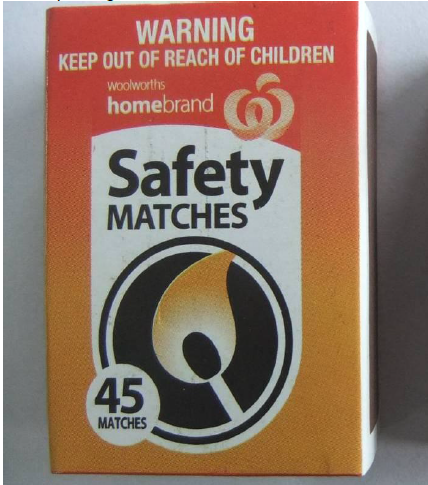 WARNING
KEEP OUT OF REACH OF CHILDREN
Woolworths
homebrand
Safety
MATCHES
45
MATCHES